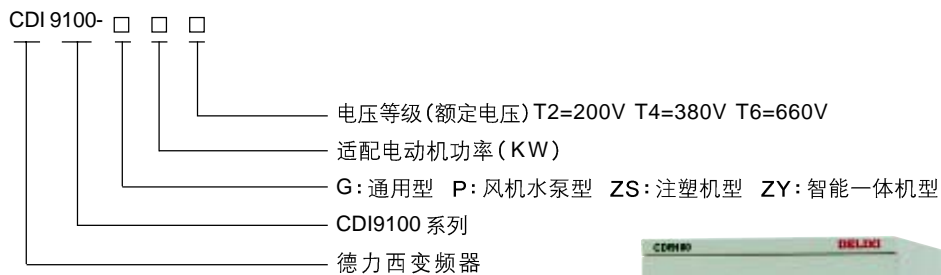 CDI 9100- □ □ □
电压等级(额定电压)T2=200V T4=380V T6=660V
适配电动机功率(KW)
G:通用型 P:风机水泵型 ZS:注塑机型 ZY:智能一体机型
CDI9100 系列
德力西变频器
CDI9100 DELIXI